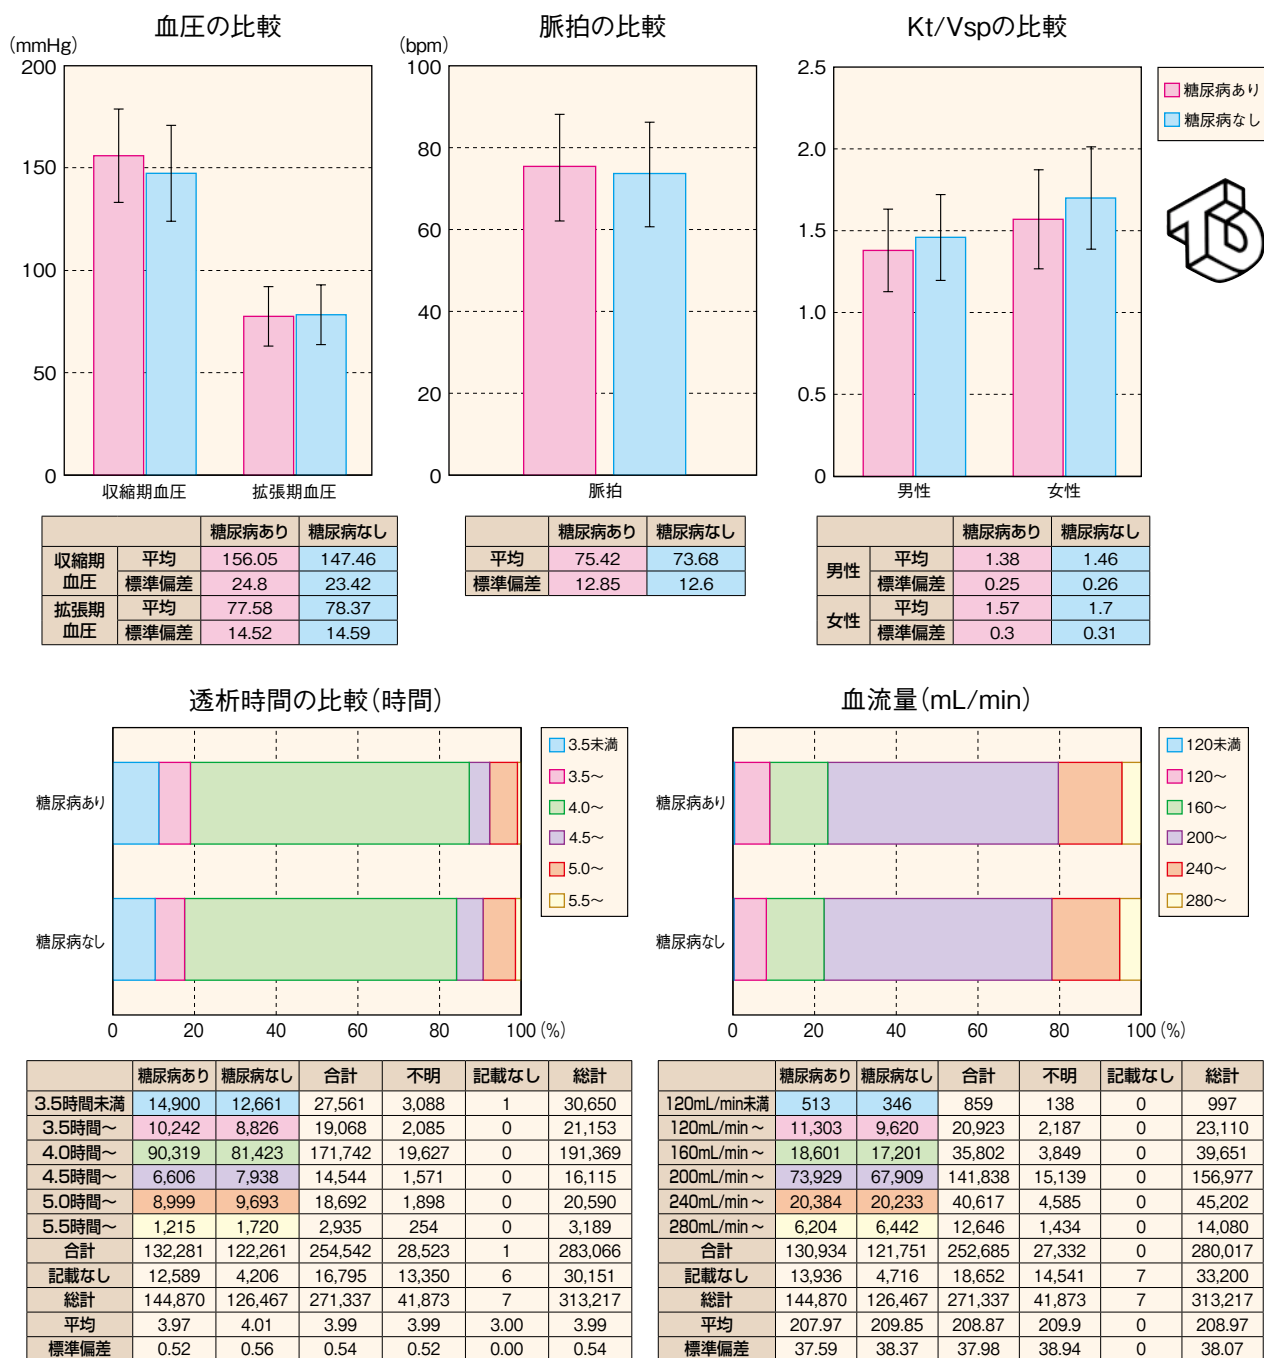 血圧の比較
(mmHg)
200
150
100
50
0
収縮期血圧 拡張期血圧
脈拍の比較
(bpm)
100
80
60
40
20
0
脈拍
Kt/Vspの比較
2.5
2.0
1.5
1.0
0.5
0
男性 女性
糖尿病あり
糖尿病なし
糖尿病あり 糖尿病なし
収縮期血圧 平均 156.05 147.46
標準偏差 24.8 23.42
拡張期血圧 平均 77.58 78.37
標準偏差 14.52 14.59
糖尿病あり 糖尿病なし
平均 75.42 73.68
標準偏差 12.85 12.6
糖尿病あり 糖尿病なし
男性 平均 1.38 1.46
標準偏差 0.25 0.26
女性 平均 1.57 1.7
標準偏差 0.3 0.31
透析時間の比較(時間)
糖尿病あり
糖尿病なし
0 20 40 60 80 100 (%)
3.5未満
3.5〜
4.0〜
4.5〜
5.0〜
5.5〜
血流量(mL/min)
糖尿病あり
糖尿病なし
0 20 40 60 80 100 (%)
120未満
120〜
160〜
200〜
240〜
280〜
糖尿病あり 糖尿病なし 合計 不明 記載なし 総計
3.5時間未満 14,900 12,661 27,561 3,088 1 30,650
3.5時間〜 10,242 8,826 19,068 2,085 0 21,153
4.0時間〜 90,319 81,423 171,742 19,627 0 191,369
4.5時間〜 6,606 7,938 14,544 1,571 0 16,115
5.0時間〜 8,999 9,693 18,692 1,898 0 20,590
5.5時間〜 1,215 1,720 2,935 254 0 3,189
合計 132,281 122,261 254,542 28,523 1 283,066
記載なし 12,589 4,206 16,795 13,350 6 30,151
総計 144,870 126,467 271,337 41,873 7 313,217
平均 3.97 4.01 3.99 3.99 3.00 3.99
標準偏差 0.52 0.56 0.54 0.52 0.00 0.54
糖尿病あり 糖尿病なし 合計 不明 記載なし 総計
120mL/min未満 513 346 859 138 0 997
120mL/min〜 11,303 9,620 20,923 2,187 0 23,110
160mL/min〜 18,601 17,201 35,802 3,849 0 39,651
200mL/min〜 73,929 67,909 141,838 15,139 0 156,977
240mL/min〜 20,384 20,233 40,617 4,585 0 45,202
280mL/min〜 6,204 6,442 12,646 1,434 0 14,080
合計 130,934 121,751 252,685 27,332 0 280,017
記載なし 13,936 4,716 18,652 14,541 7 33,200
総計 144,870 126,467 271,337 41,873 7 313,217
平均 207.97 209.85 208.87 209.9 0 208.97
標準偏差 37.59 38.37 37.98 38.94 0 38.07